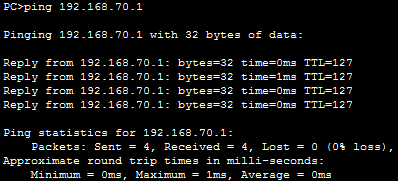 PC>ping 192.168.70.1
Pinging 192.168.70.1 with 32 bytes of data:
Reply from 192.168.70.1: bytes=32 time=0ms TTL=127
Reply from 192.168.70.1: bytes=32 time=1ms TTL=127
Reply from 192.168.70.1: bytes=32 time=0ms TTL=127
Reply from 192.168.70.1: bytes=32 time=0ms TTL=127
Ping statistics for 192.168.70.1:
    Packets: Sent = 4, Received = 4, Lost = 0 (0% loss),
Approximate round trip times in milli-seconds:
    Minimum = 0ms, Maximum = 1ms, Average = 0ms